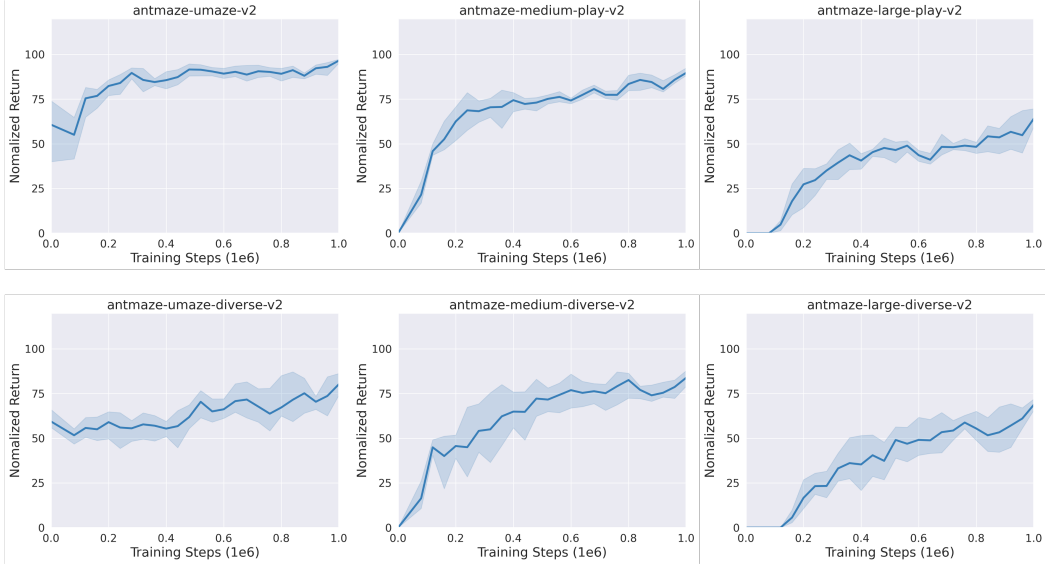 antmaze-umaze-v2
Nomalized Return
100
75
50
25
0
0.0 0.2 0.4 0.6 0.8 1.0
Training Steps (1e6)
antmaze-medium-play-v2
Nomalized Return
100
75
50
25
0
0.0 0.2 0.4 0.6 0.8 1.0
Training Steps (1e6)
antmaze-large-play-v2
Nomalized Return
100
75
50
25
0
0.0 0.2 0.4 0.6 0.8 1.0
Training Steps (1e6)
antmaze-umaze-diverse-v2
Nomalized Return
100
75
50
25
0
0.0 0.2 0.4 0.6 0.8 1.0
Training Steps (1e6)
antmaze-medium-diverse-v2
Nomalized Return
100
75
50
25
0
0.0 0.2 0.4 0.6 0.8 1.0
Training Steps (1e6)
antmaze-large-diverse-v2
Nomalized Return
100
75
50
25
0
0.0 0.2 0.4 0.6 0.8 1.0
Training Steps (1e6)